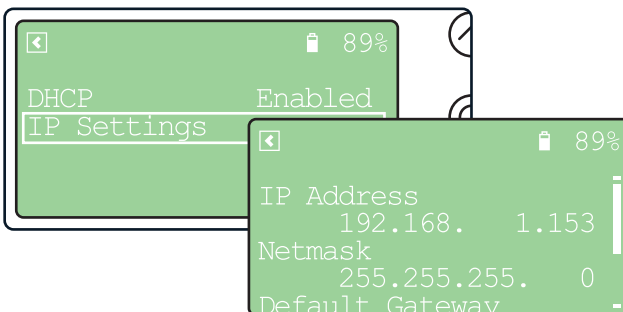 89%
DHCP Enabled
IP Settings
89%
IP Address
192.168.  1.153
Netmask
255.255.255.  0
Default Gateway